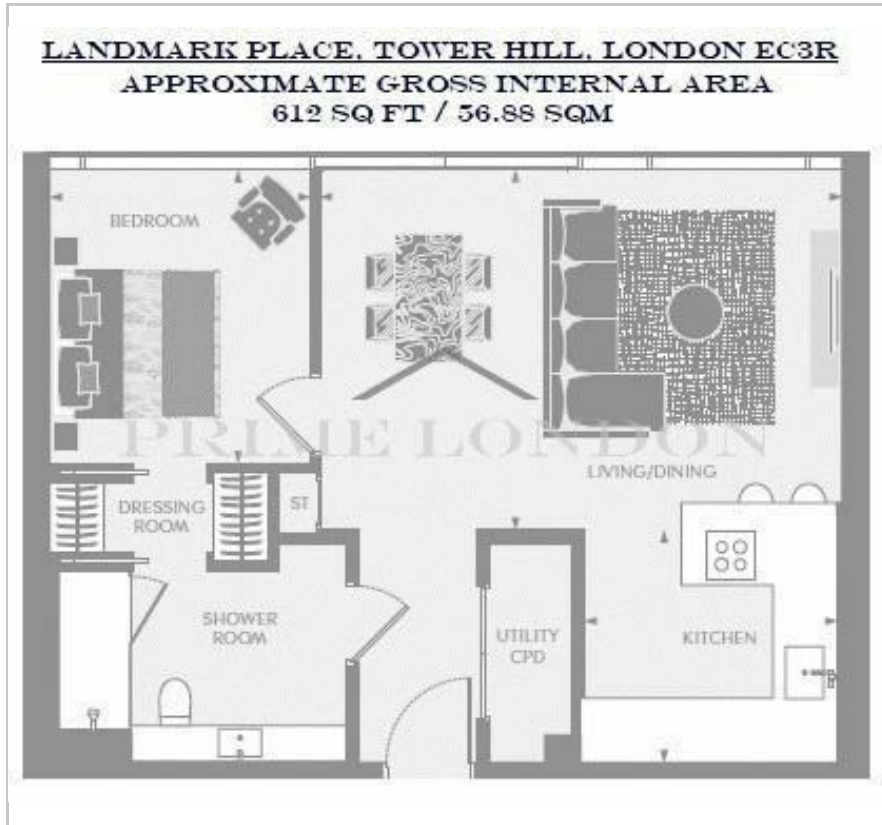 LANDMARK PLACE, TOWER HILL, LONDON EC3R
APPROXIMATE GROSS INTERNAL AREA
612 SQ FT / 56.88 SQM
BEDROOM
PRIME LONDON
LIVING/DINING
DRESSING
ROOM
ST
SHOWER
ROOM
UTILITY
CPD
KITCHEN